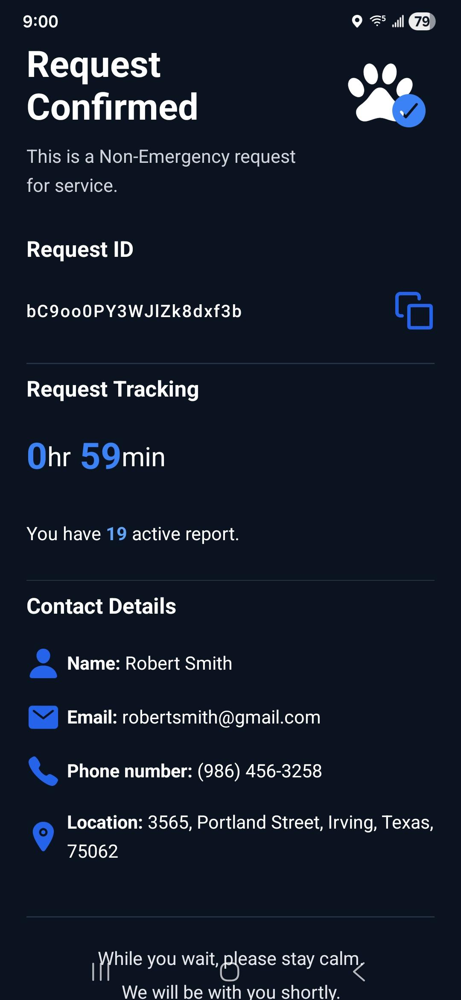 9:00
5
79
Request
Confirmed
This is a Non-Emergency request
for service.
Request ID
bC9oo0PY3WJlZk8dxf3b
Request Tracking
0hr 59min
You have 19 active report.
Contact Details
Name: Robert Smith
Email: robertsmith@gmail.com
Phone number: (986) 456-3258
Location: 3565, Portland Street, Irving, Texas,
75062
While you wait, please stay calm.
We will be with you shortly.